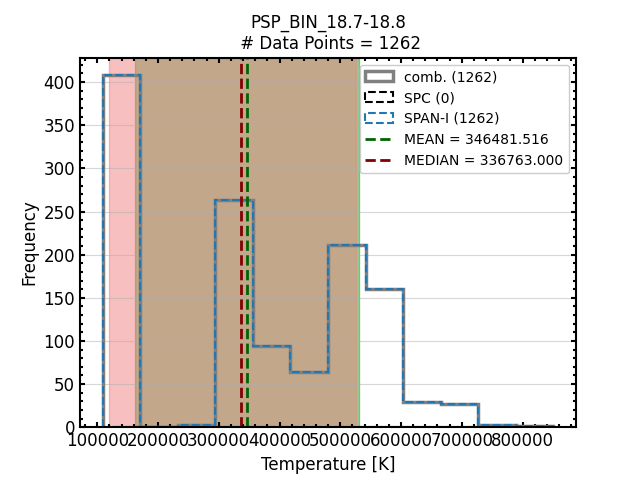 PSP_BIN_18.7-18.8
# Data Points = 1262
comb. (1262)
SPC (0)
SPAN-I (1262)
MEAN = 346481.516
MEDIAN = 336763.000
Frequency
400
350
300
250
200
150
100
50
0
100000 200000 300000 400000 500000 600000 700000 800000
Temperature [K]